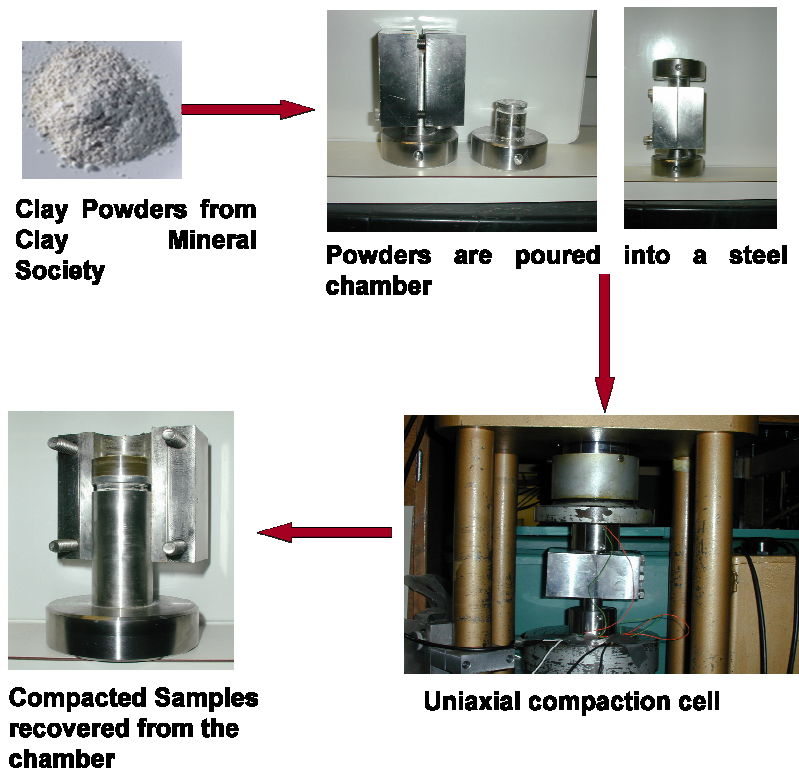 Clay Powders from
Clay Mineral
Society
Powders are poured into a steel
chamber
Uniaxial compaction cell
Compacted Samples
recovered from the
chamber